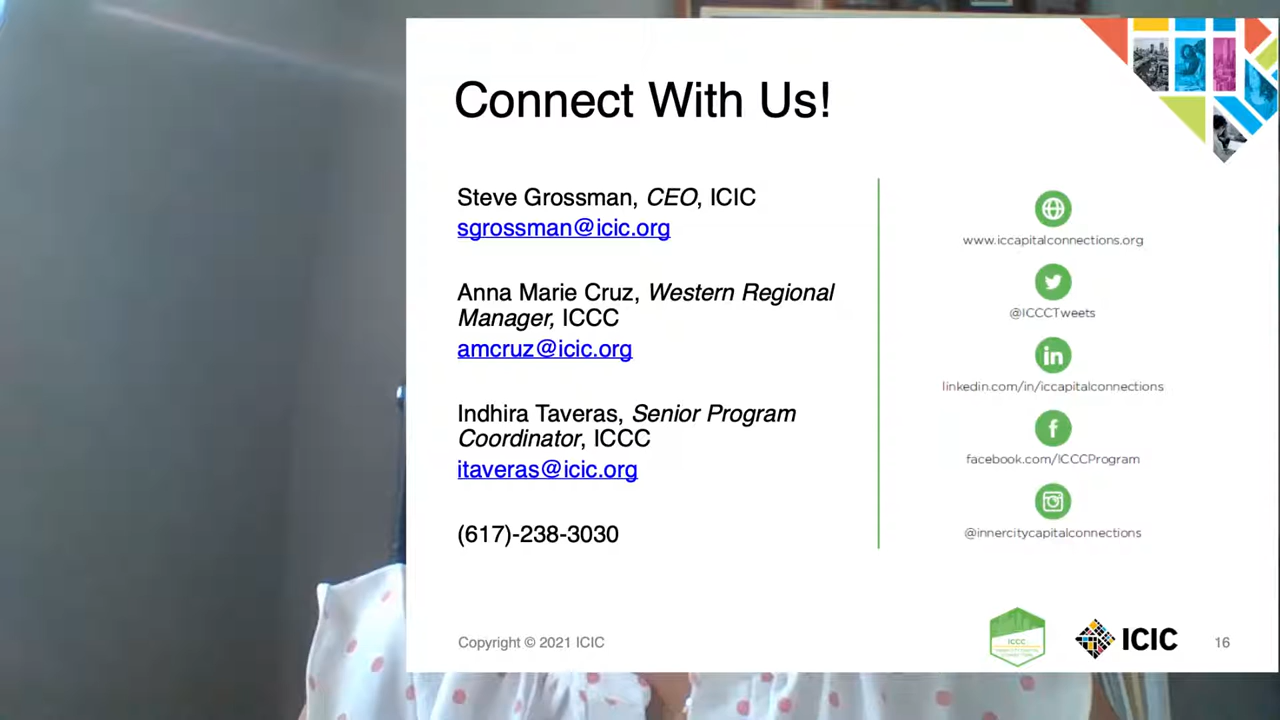 Connect With Us!
Steve Grossman, CEO, ICIC
sgrossman@icic.org
Anna Marie Cruz, Western Regional
Manager, ICCC
amcruz@icic.org
Indhira Taveras, Senior Program
Coordinator, ICCC
itaveras@icic.org
(617)-238-3030
www.iccapitalconnections.org
@ICCCTweets
in
linkedin.com/in/iccapitalconnections
f
facebook.com/ICCCProgram
@innercitycapitalconnections
Copyright © 2021 ICIC
ICCC
ICIC
16